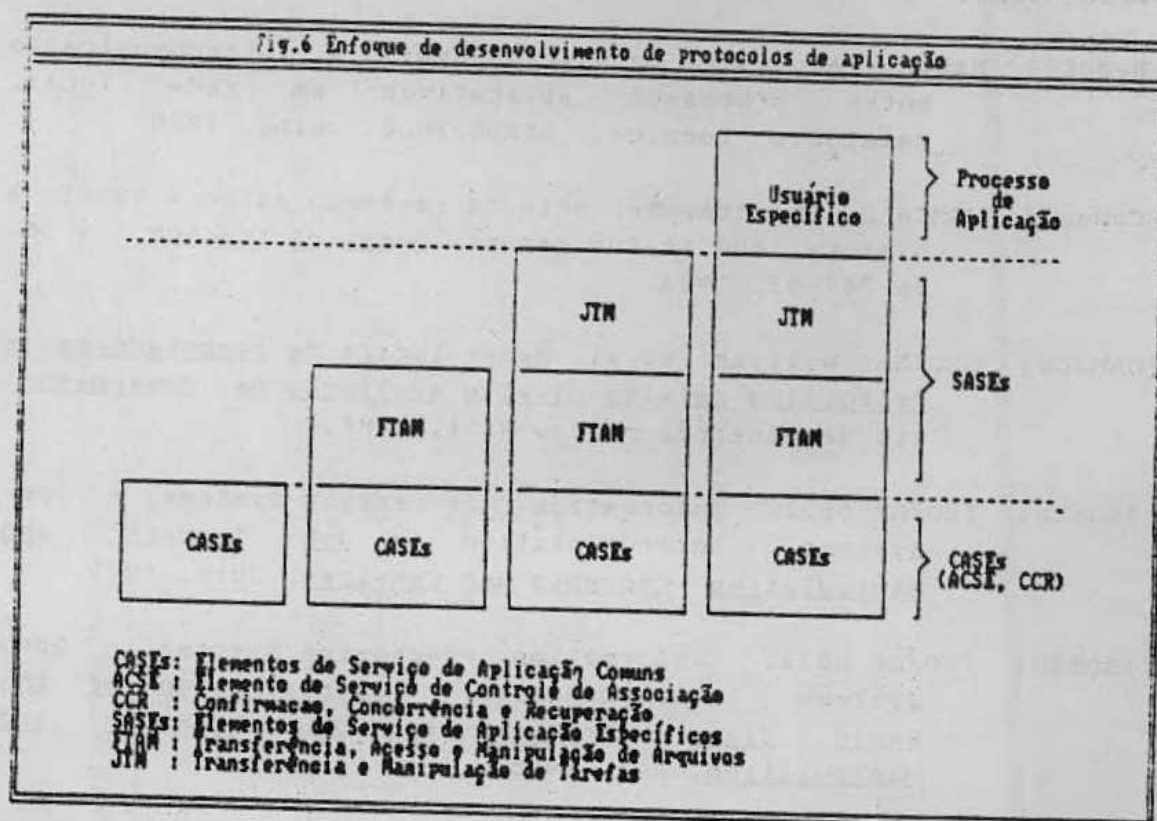 Fig.6 Enfoque de desenvolvimento de protocolos de aplicação
Usuário
Específico
Processo
de
Aplicação
JTM
JTM
SASEs
FTAM
FTAM
FTAM
CASEs
CASEs
CASEs
CASEs
CASEs
(ACSE, CCR)
CASEs: Elementos de Serviço de Aplicação Comuns
ACSE : Elemento de Serviço de Controle de Associação
CCR : Confirmacao, Concorrência e Recuperação
SASEs: Elementos de Serviço de Aplicação Específicos
FTAM : Transferência, Acesso e Manipulação de Arquivos
JTM : Transferência e Manipulação de Tarefas